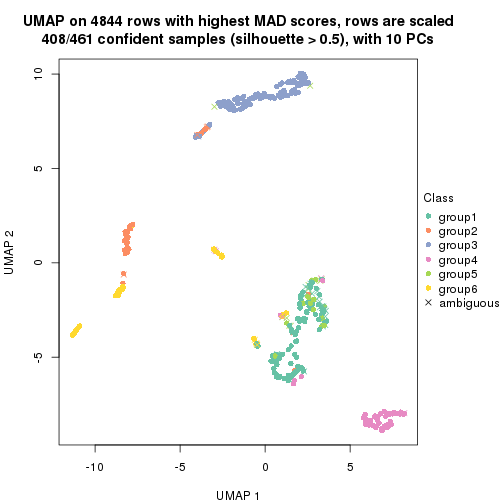 UMAP on 4844 rows with highest MAD scores, rows are scaled
408/461 confident samples (silhouette > 0.5), with 10 PCs
10
5
0
-5
UMAP 2
-10
-5
0
5
UMAP 1
Class
group1
group2
group3
group4
group5
group6
ambiguous